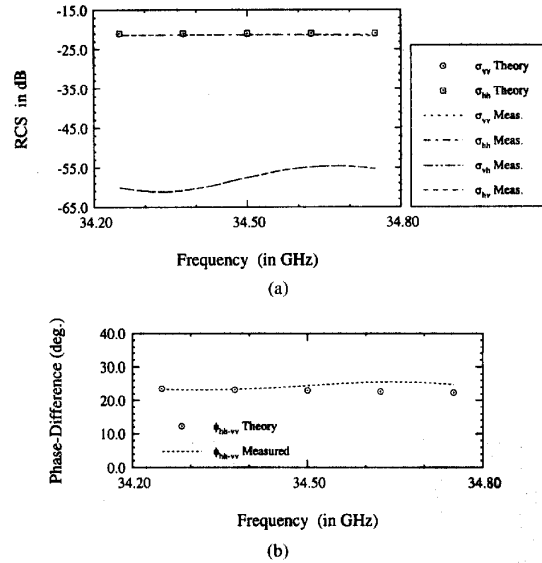 -15.0
-25.0
-35.0
-45.0
-55.0
-65.0
RCS in dB
34.20 34.50 34.80
Frequency (in GHz)
σvv Theory
σhh Theory
σvv Meas.
σhh Meas.
σvh Meas.
σhv Meas.
(a)
40.0
30.0
20.0
10.0
0.0
Phase-Difference (deg.)
ϕhh-vv Theory
ϕhh-vv Measured
34.20 34.50 34.80
Frequency (in GHz)
(b)